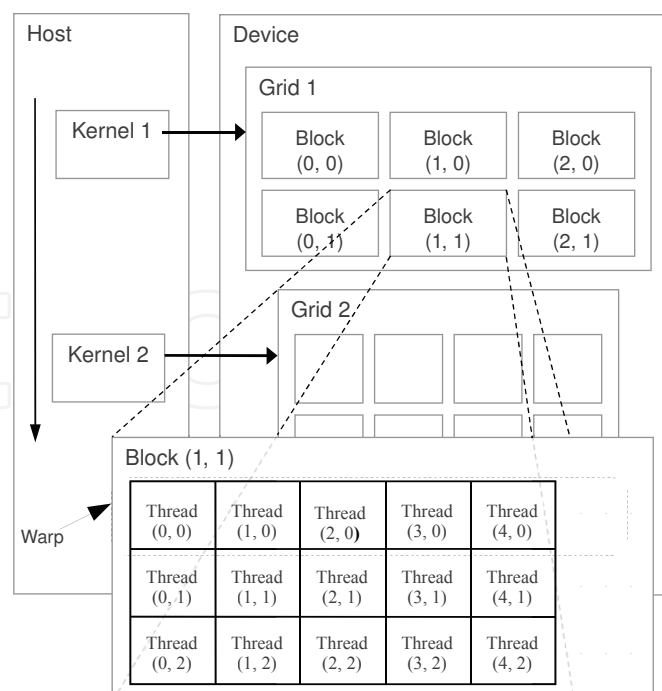 Host
Device
Grid 1
Kernel 1
Block
(0, 0)
Block
(1, 0)
Block
(2, 0)
Block
(0, 1)
Block
(1, 1)
Block
(2, 1)
Grid 2
Kernel 2
Block (1, 1)
Warp
Thread
(0, 0)
Thread
(1, 0)
Thread
(2, 0)
Thread
(3, 0)
Thread
(4, 0)
Thread
(0, 1)
Thread
(1, 1)
Thread
(2, 1)
Thread
(3, 1)
Thread
(4, 1)
Thread
(0, 2)
Thread
(1, 2)
Thread
(2, 2)
Thread
(3, 2)
Thread
(4, 2)